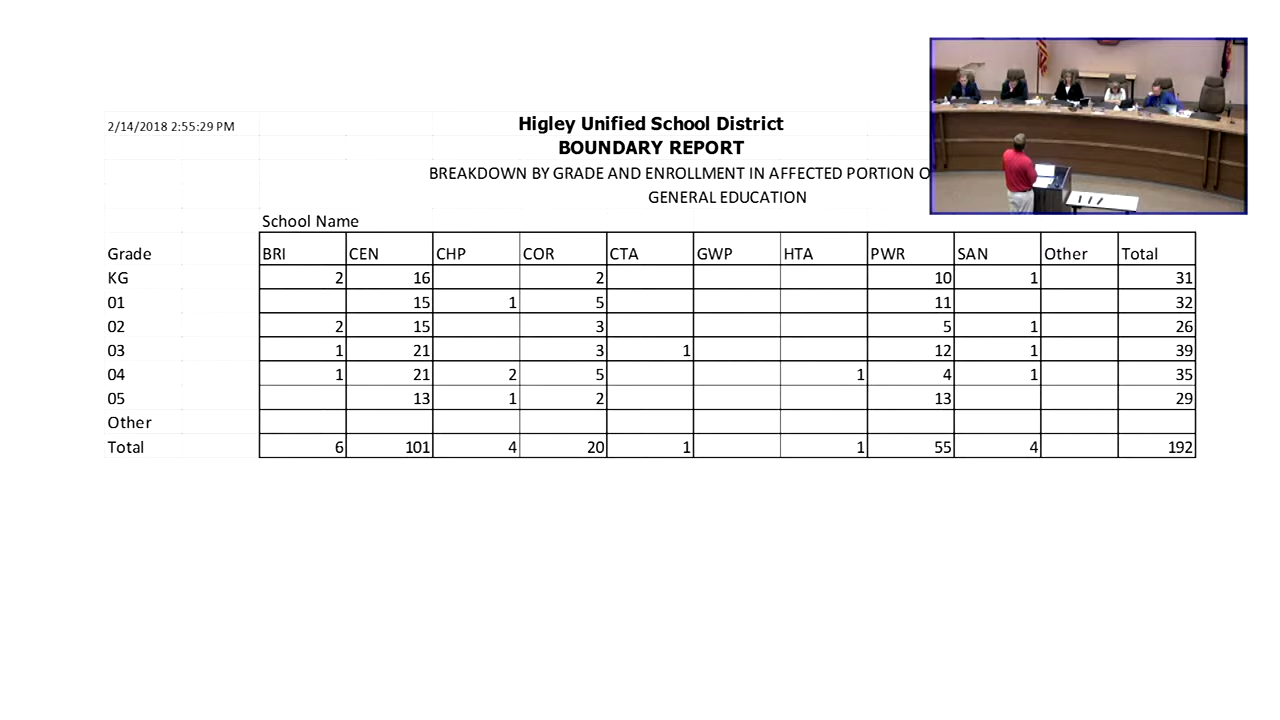 2/14/2018 2:55:29 PM
Higley Unified School District
BOUNDARY REPORT
BREAKDOWN BY GRADE AND ENROLLMENT IN AFFECTED PORTION
GENERAL EDUCATION
School Name
Grade BRI CEN CHP COR CTA GWP HTA PWR SAN Other Total
KG 2 16 2 10 1 31
01 15 1 5 11 32
02 2 15 3 5 1 26
03 1 21 3 1 12 1 39
04 1 21 2 5 1 4 1 35
05 13 1 2 13 29
Other
Total 6 101 4 20 1 1 55 4 192